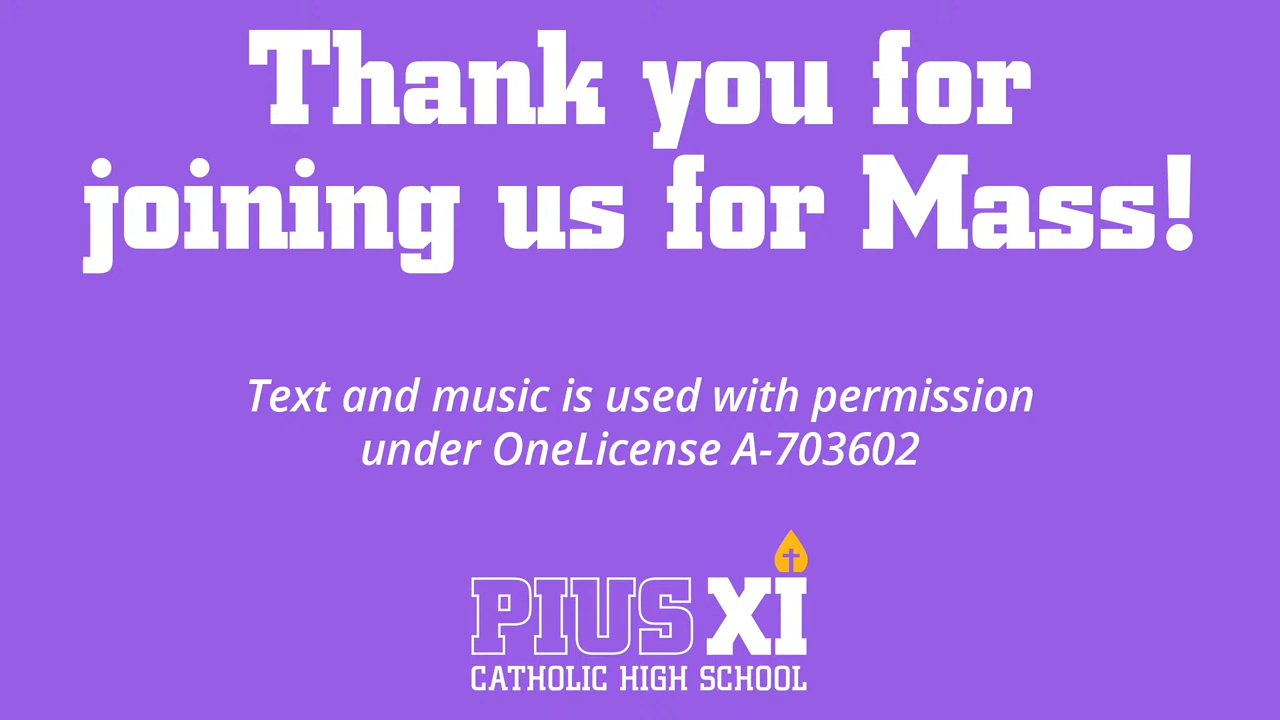 Thank you for
joining us for Mass!
Text and music is used with permission
under OneLicense A-703602
PIUS XI
CATHOLIC HIGH SCHOOL